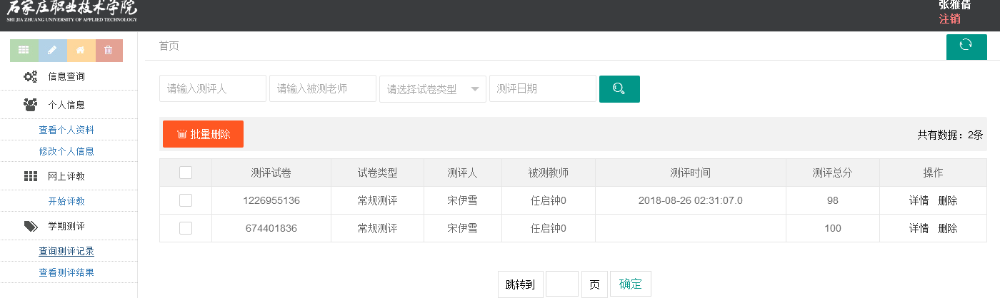 石家庄职业技术学院
SHI JIA ZHUANG UNIVERSITY OF APPLIED TECHNOLOGY
张雅倩
注销
信息查询
个人信息
查看个人资料
修改个人信息
网上评教
开始评教
学期测评
查询测评记录
查看测评结果
首页
请输入测评人 请输入被测老师 请选择试卷类型 测评日期
批量删除 共有数据：2条
测评试卷 试卷类型 测评人 被测教师 测评时间 测评总分 操作
1226955136 常规测评 宋伊雪 任启钟0 2018-08-26 02:31:07.0 98 详情 删除
674401836 常规测评 宋伊雪 任启钟0 100 详情 删除
跳转到 页 确定